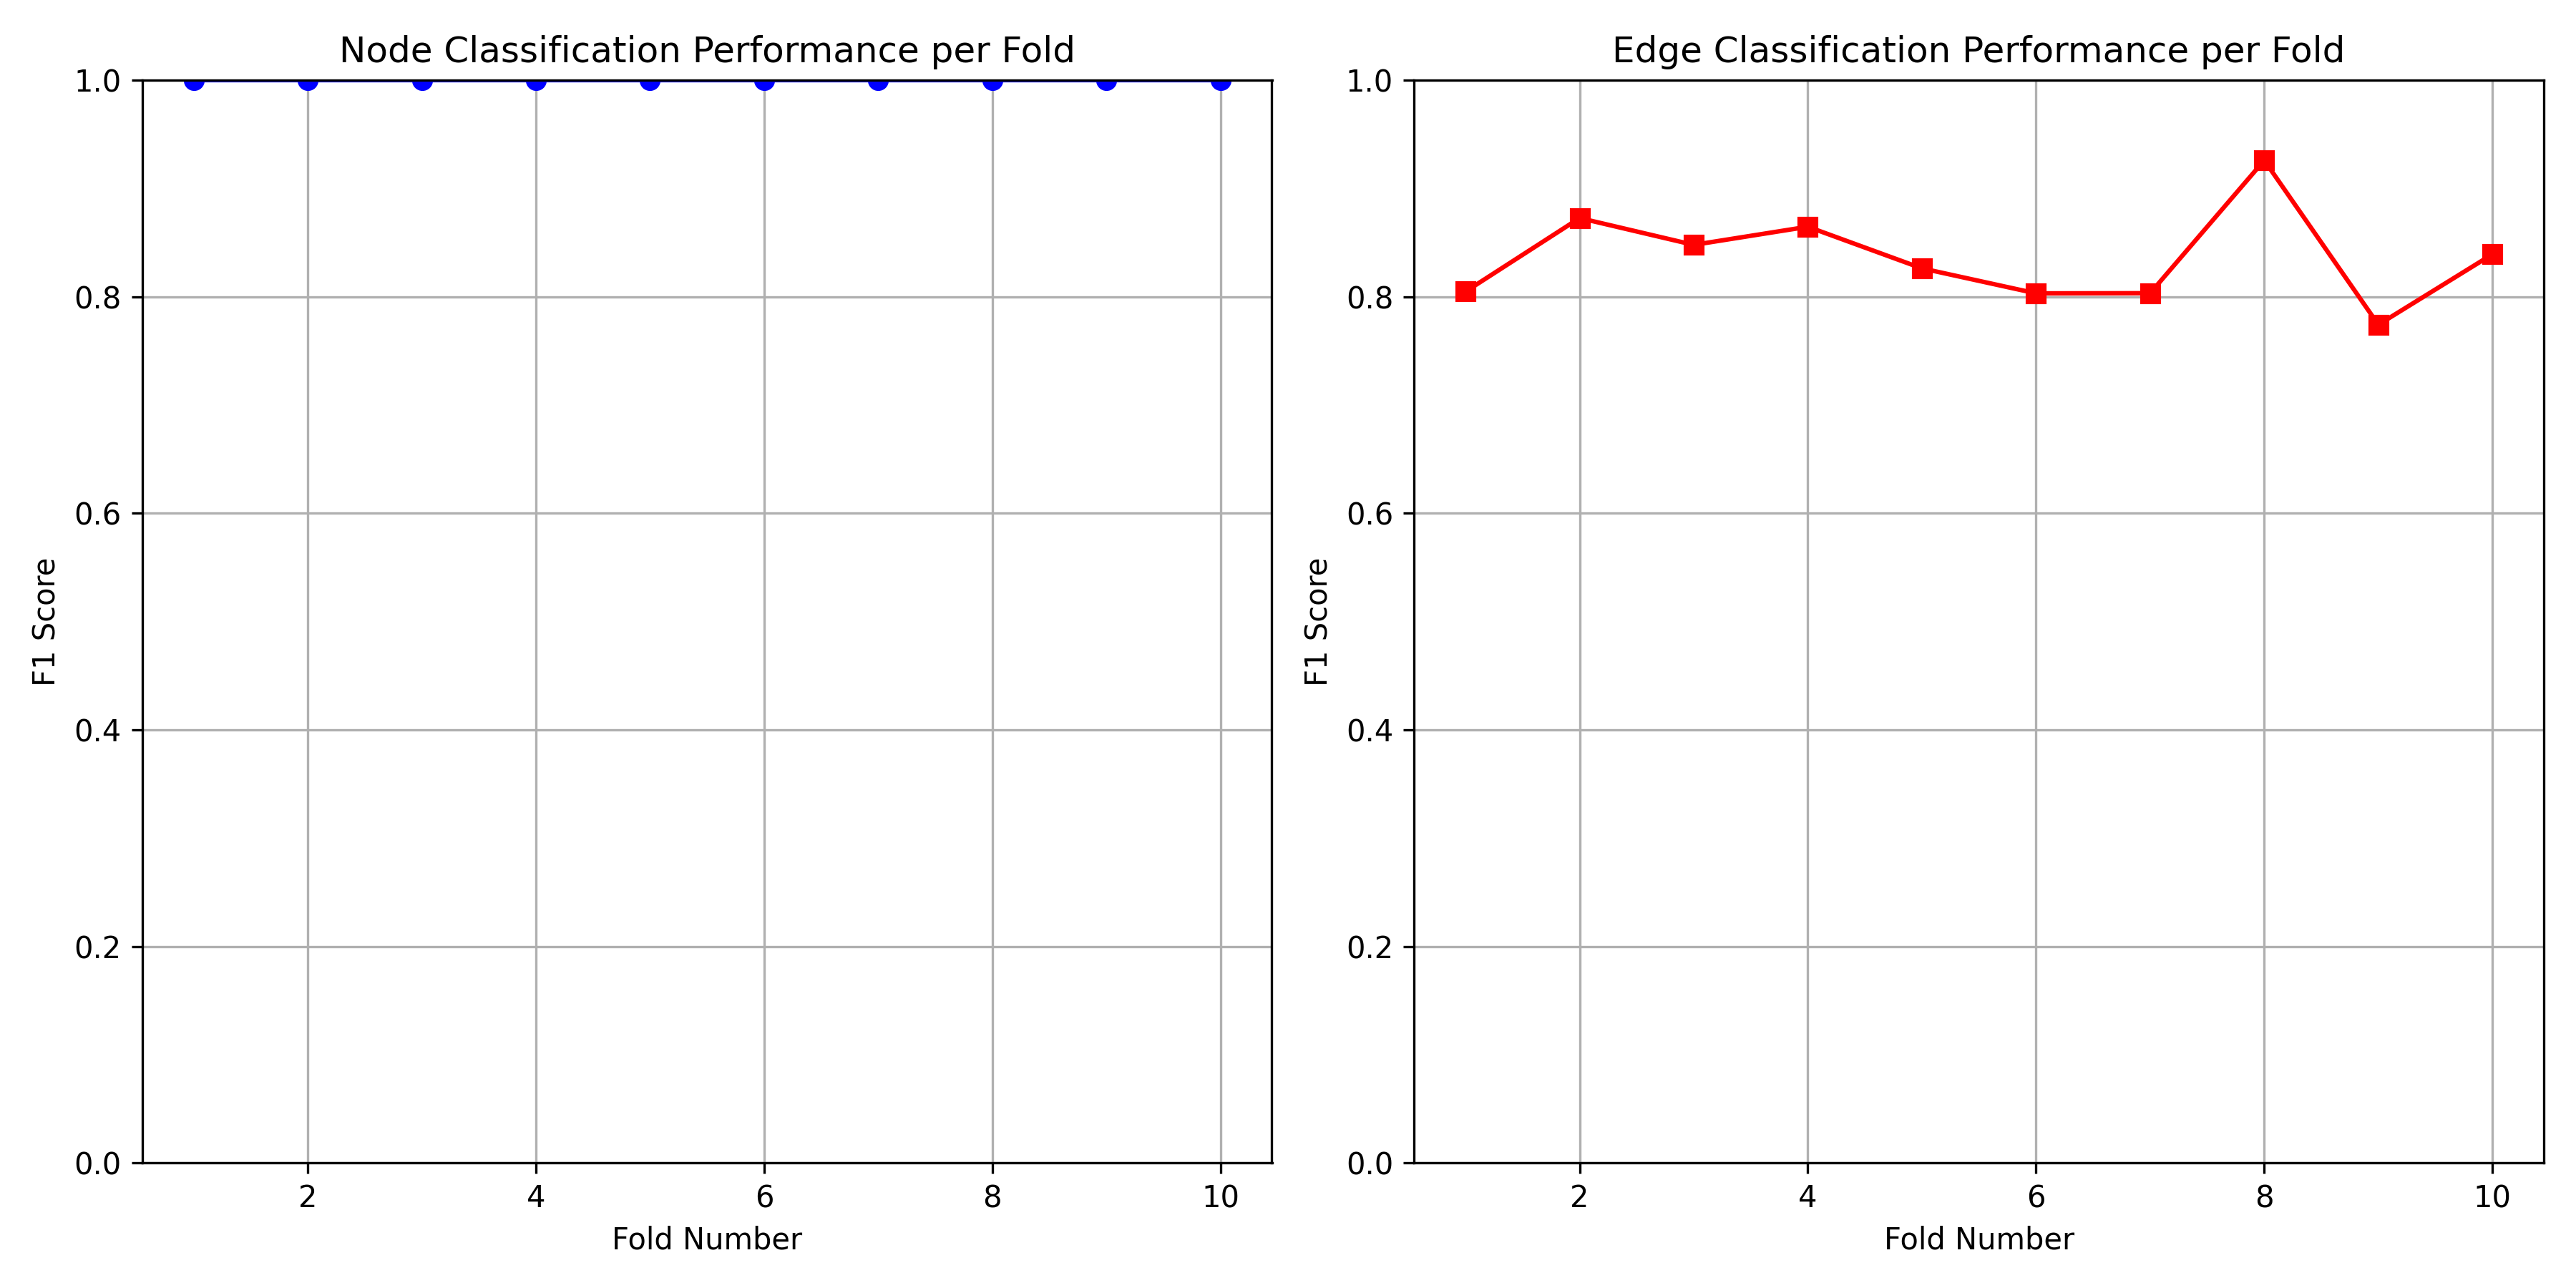 Node Classification Performance per Fold
1.0
0.8
0.6
0.4
0.2
0.0
F1 Score
2 4 6 8 10
Fold Number
Edge Classification Performance per Fold
1.0
0.8
0.6
0.4
0.2
0.0
F1 Score
2 4 6 8 10
Fold Number